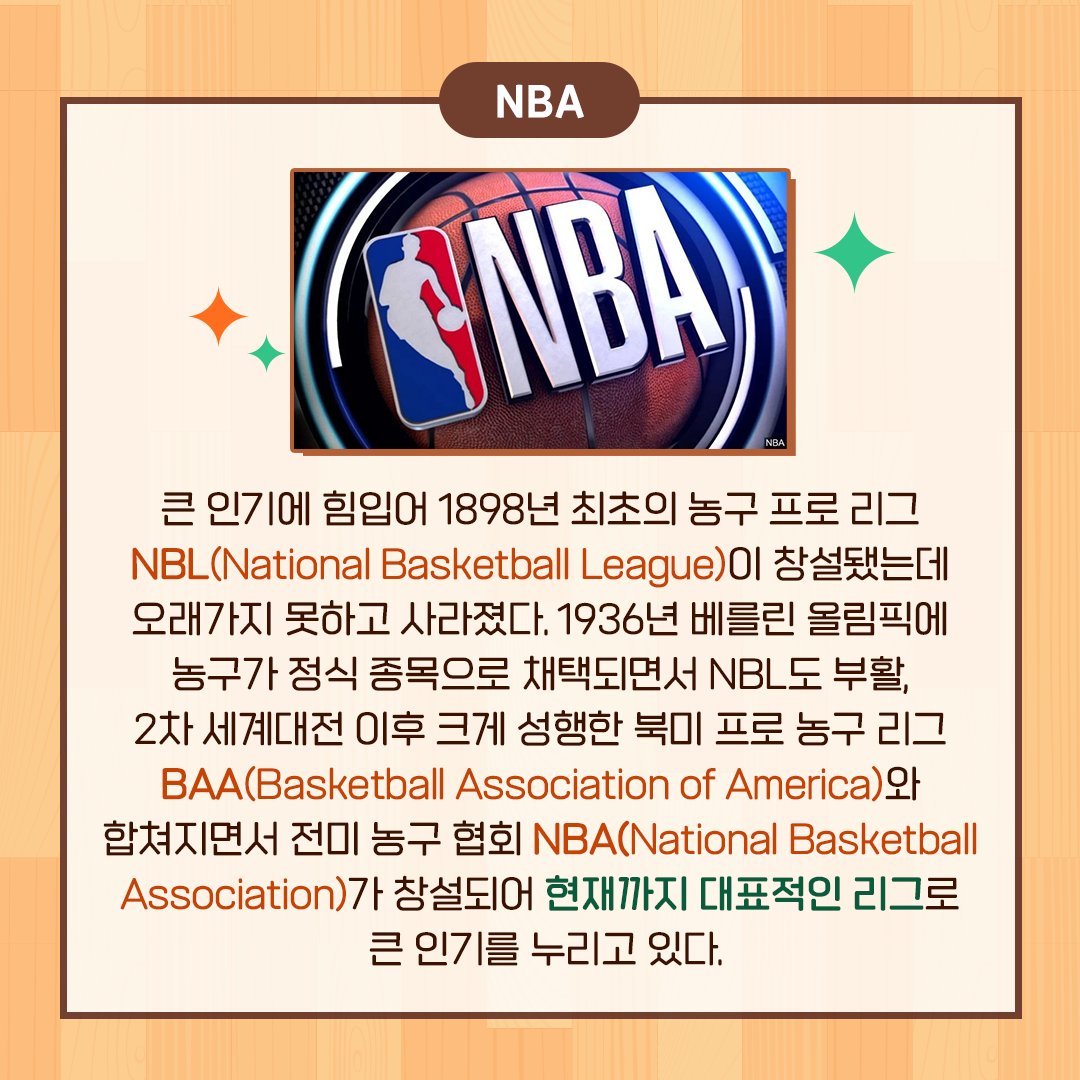 NBA
NBA
NBA
큰 인기에 힘입어 1898년 최초의 농구 프로 리그
NBL(National Basketball League)이 창설됐는데
오래가지 못하고 사라졌다. 1936년 베를린 올림픽에
농구가 정식 종목으로 채택되면서 NBL도 부활,
2차 세계대전 이후 크게 성행한 북미 프로 농구 리그
BAA(Basketball Association of America)와
합쳐지면서 전미 농구 협회 NBA(National Basketball
Association)가 창설되어 현재까지 대표적인 리그로
큰 인기를 누리고 있다.